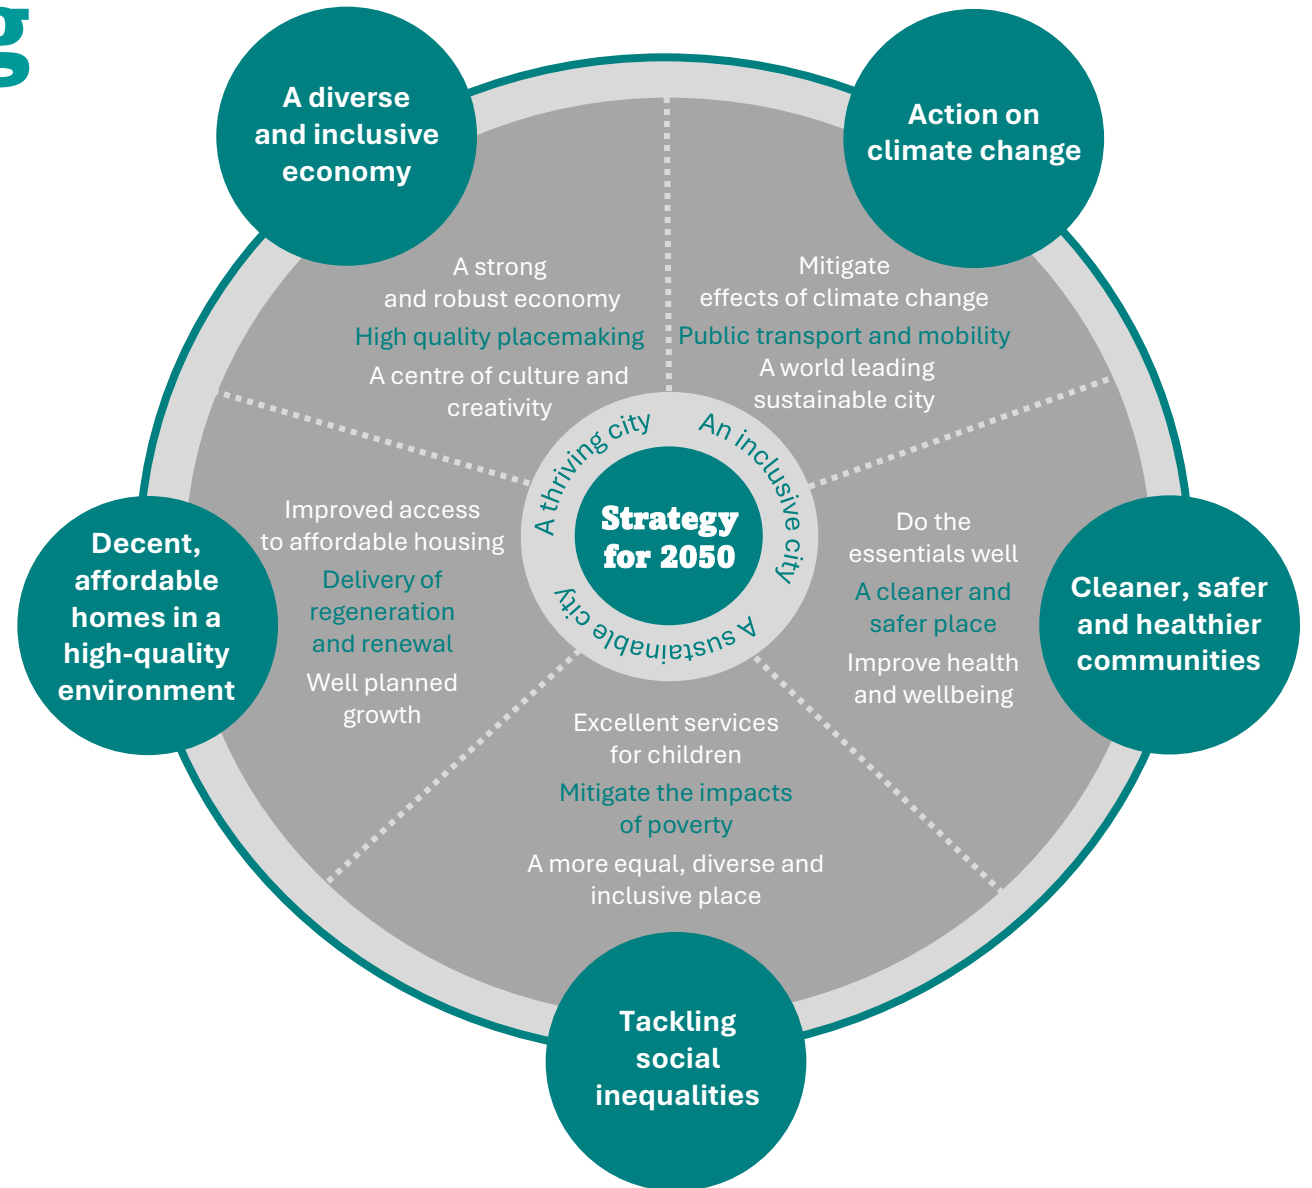 g
A diverse
and inclusive
economy
Action on
climate change
A strong
and robust economy
High quality placemaking
A centre of culture and
creativity
Mitigate
effects of climate change
Public transport and mobility
A world leading
sustainable city
A thriving city
An inclusive city
A sustainable city
Strategy
for 2050
Decent,
affordable
homes in a
high-quality
environment
Improved access
to affordable housing
Delivery of
regeneration
and renewal
Well planned
growth
Do the
essentials well
A cleaner and
safer place
Improve health
and wellbeing
Cleaner, safer
and healthier
communities
Excellent services
for children
Mitigate the impacts
of poverty
A more equal, diverse and
inclusive place
Tackling
social
inequalities